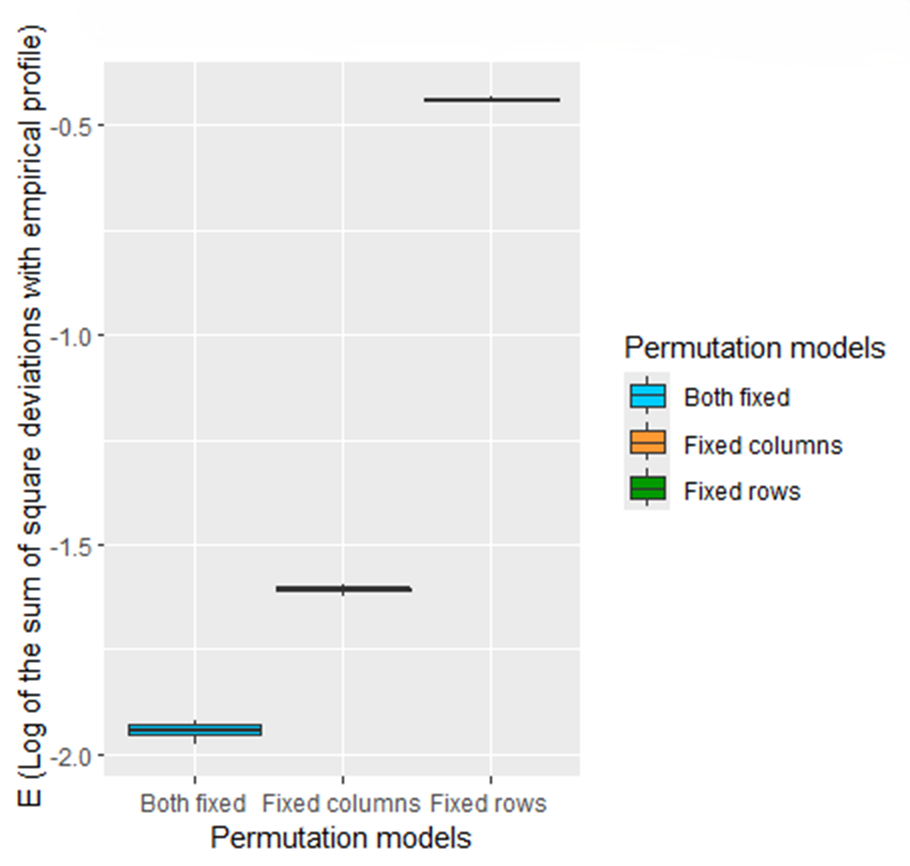 E (Log of the sum of square deviations with empirical profile)
-0.5
-1.0
-1.5
-2.0
Both fixed Fixed columns Fixed rows
Permutation models
Permutation models
Both fixed
Fixed columns
Fixed rows